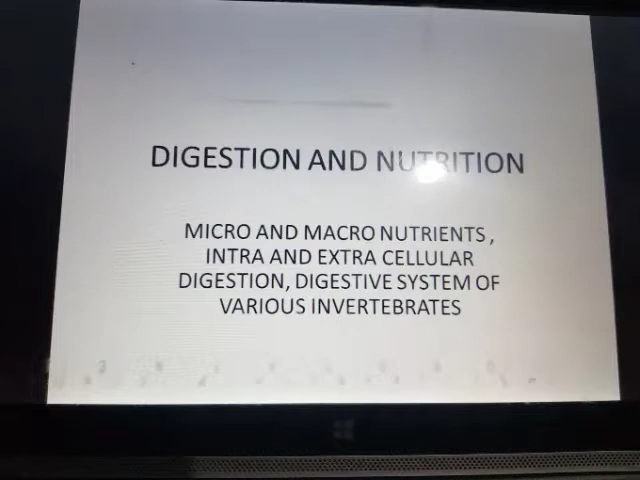 DIGESTION AND NUTRITION
MICRO AND MACRO NUTRIENTS ,
INTRA AND EXTRA CELLULAR
DIGESTION, DIGESTIVE SYSTEM OF
VARIOUS INVERTEBRATES